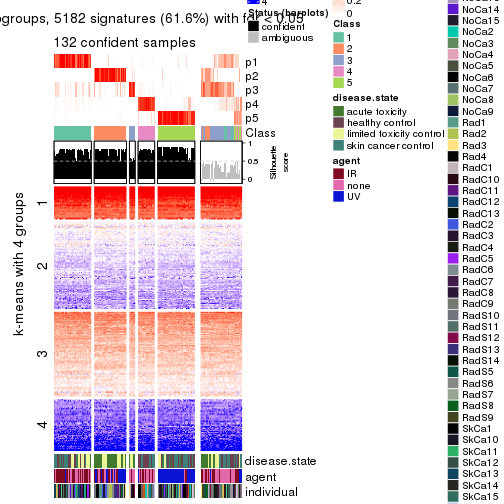 groups, 5182 signatures (61.6%) with fdr < 0.05
132 confident samples
p1
p2
p3
p4
p5
Class
1
0.5
0
Silhouette
score
k-means with 4 groups
1
2
3
4
disease.state
agent
individual
4
Status (barplots)
confident
ambiguous
0.2
0
Class
1
2
3
4
5
disease.state
acute toxicity
healthy control
limited toxicity control
skin cancer control
agent
IR
none
UV
NoCa14
NoCa15
NoCa2
NoCa3
NoCa4
NoCa5
NoCa6
NoCa7
NoCa8
NoCa9
Rad1
Rad2
Rad3
Rad4
RadC1
RadC10
RadC11
RadC12
RadC13
RadC2
RadC3
RadC4
RadC5
RadC6
RadC7
RadC8
RadC9
RadS10
RadS11
RadS12
RadS13
RadS14
RadS5
RadS6
RadS7
RadS8
RadS9
SkCa1
SkCa10
SkCa11
SkCa12
SkCa13
SkCa14
SkCa15